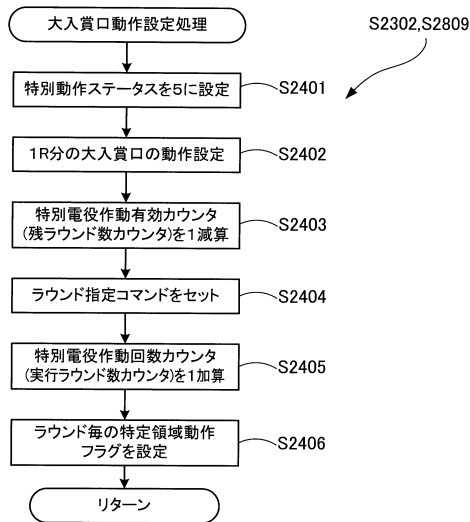 大入賞口動作設定処理
S2302,S2809
特別動作ステータスを5に設定
S2401
1R分の大入賞口の動作設定
S2402
特別電役作動有効カウンタ
(残ラウンド数カウンタ)を1減算
S2403
ラウンド指定コマンドをセット
S2404
特別電役作動回数カウンタ
(実行ラウンド数カウンタ)を1加算
S2405
ラウンド毎の特定領域動作
フラグを設定
S2406
リターン